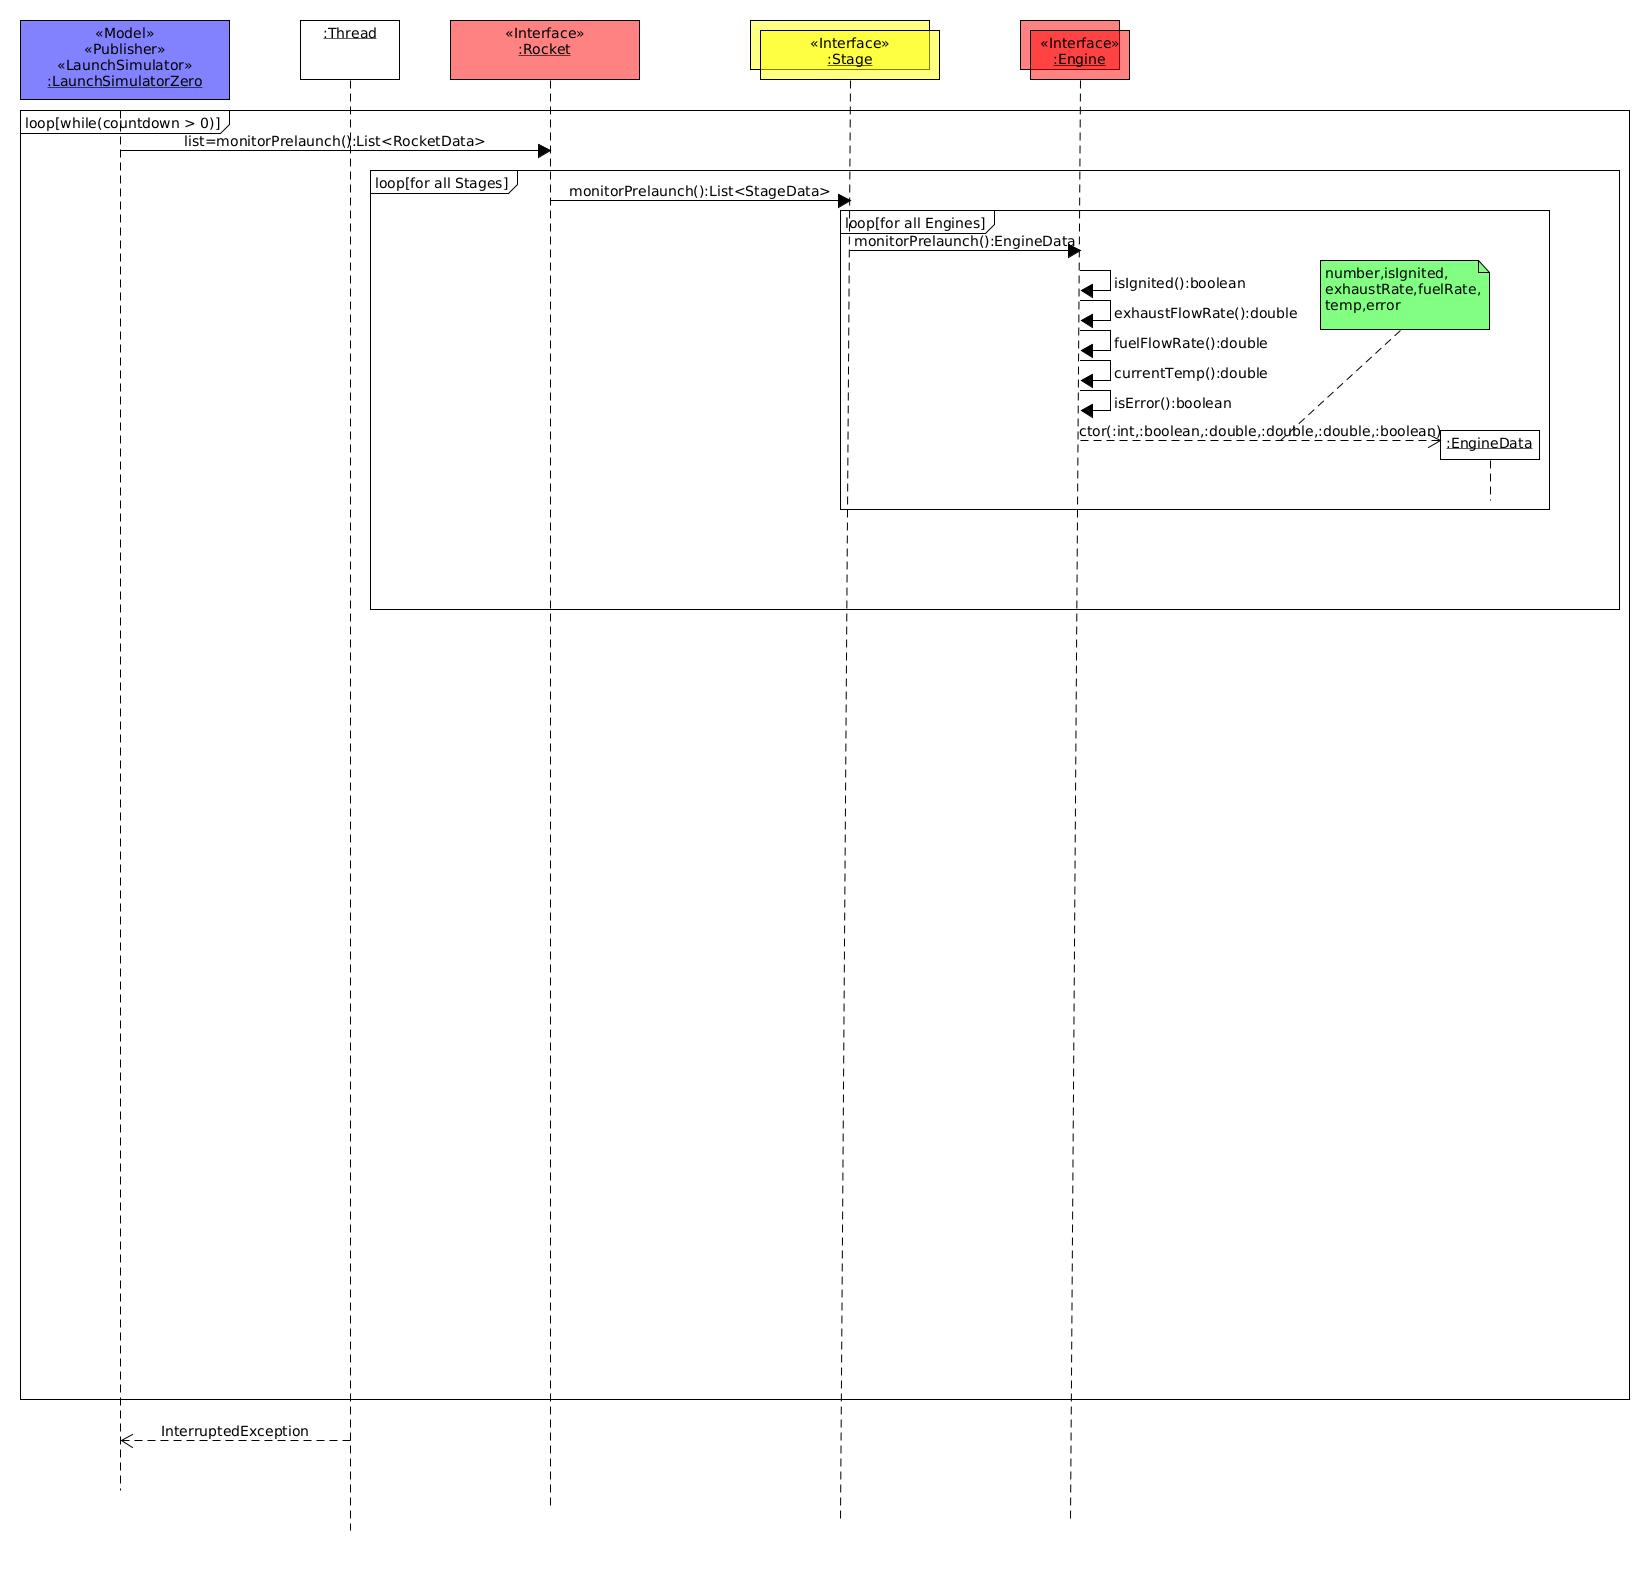 «Model»
«Publisher»
«LaunchSimulator»
:LaunchSimulatorZero
:Thread
«Interface»
:Rocket
«Interface»
:Stage
«Interface»
:Engine
loop[while(countdown > 0)]
list=monitorPrelaunch():List<RocketData>
loop[for all Stages]
monitorPrelaunch():List<StageData>
loop[for all Engines]
monitorPrelaunch():EngineData
isIgnited():boolean
exhaustFlowRate():double
fuelFlowRate():double
currentTemp():double
isError():boolean
number,isIgnited,
exhaustRate,fuelRate,
temp,error
ctor(:int,:boolean,:double,:double,:double,:boolean)
:EngineData
InterruptedException